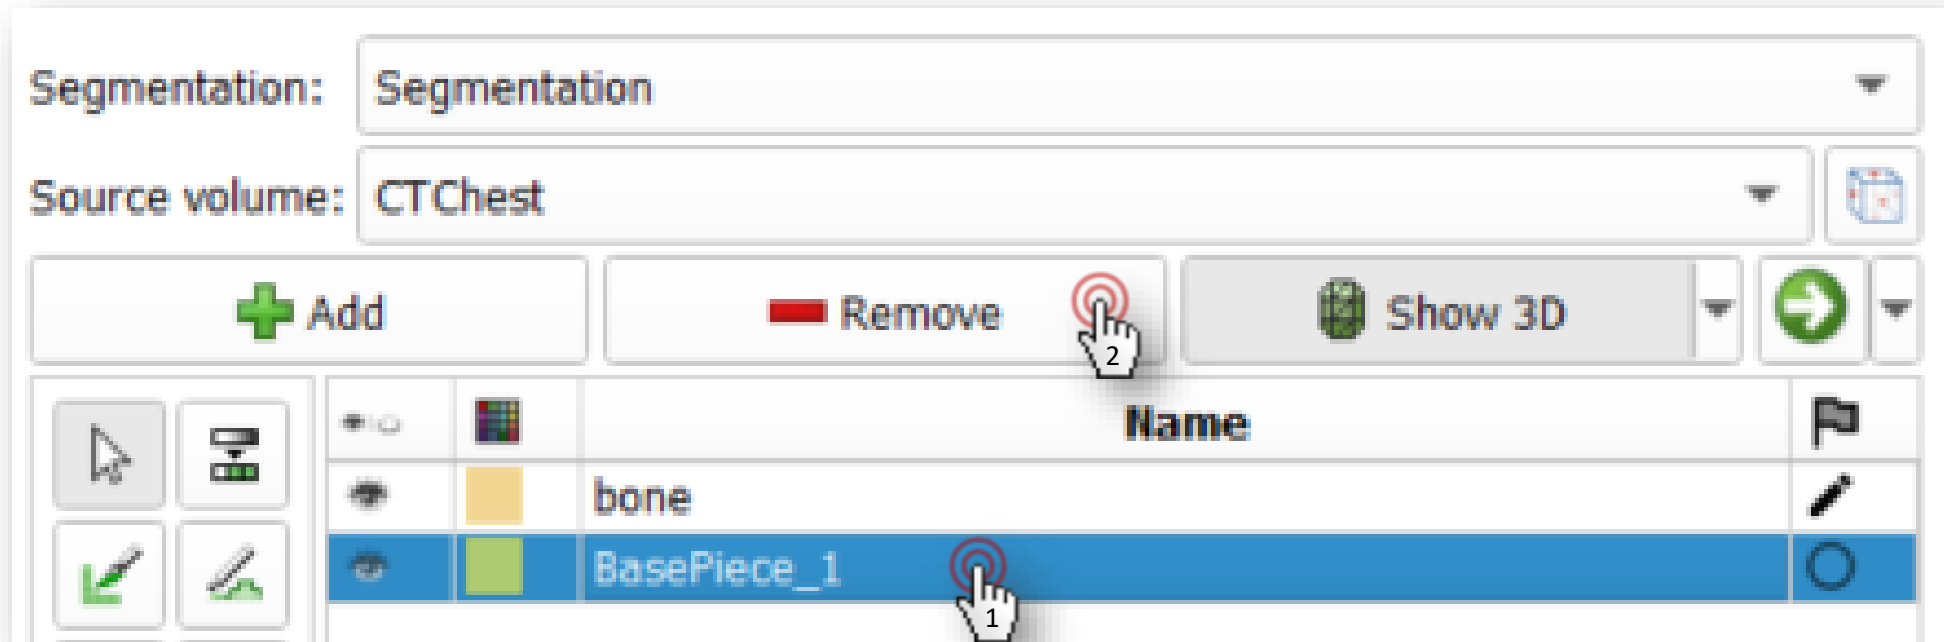 Segmentation: Segmentation
Source volume: CTChest
Add Remove Show 3D
2
Name
bone
BasePiece_1
1